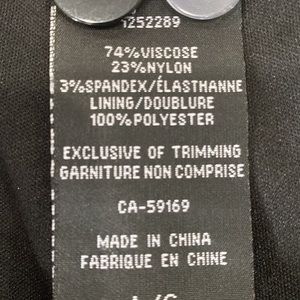 1252289
74%VISCOSE
23%NYLON
3%SPANDEX/ÉLASTHANNE
LINING/DOUBLURE
100%POLYESTER
EXCLUSIVE OF TRIMMING
GARNITURE NON COMPRISE
CA-59169
MADE IN CHINA
FABRIQUE EN CHINE